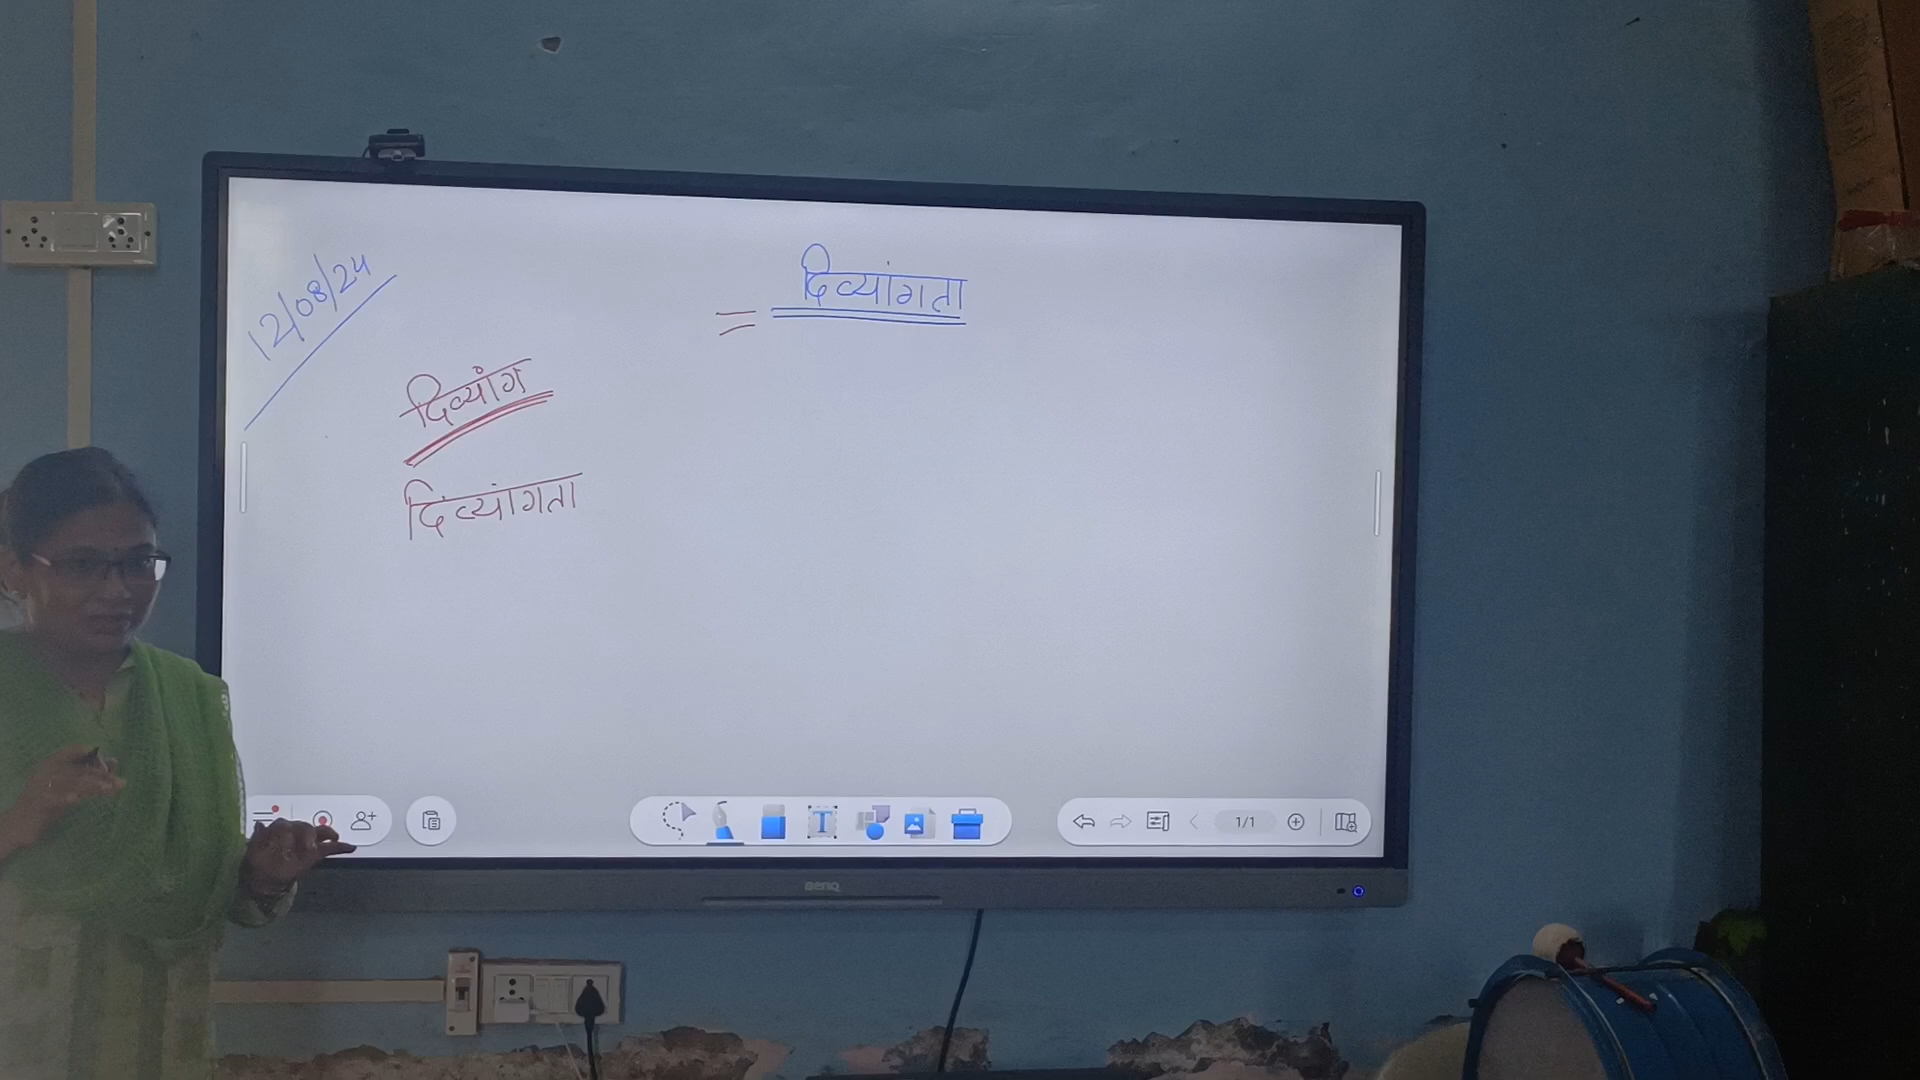 12/08/24
= दिव्यांगता
दिव्यांग
दिव्यांगता
T
1/1
BenQ